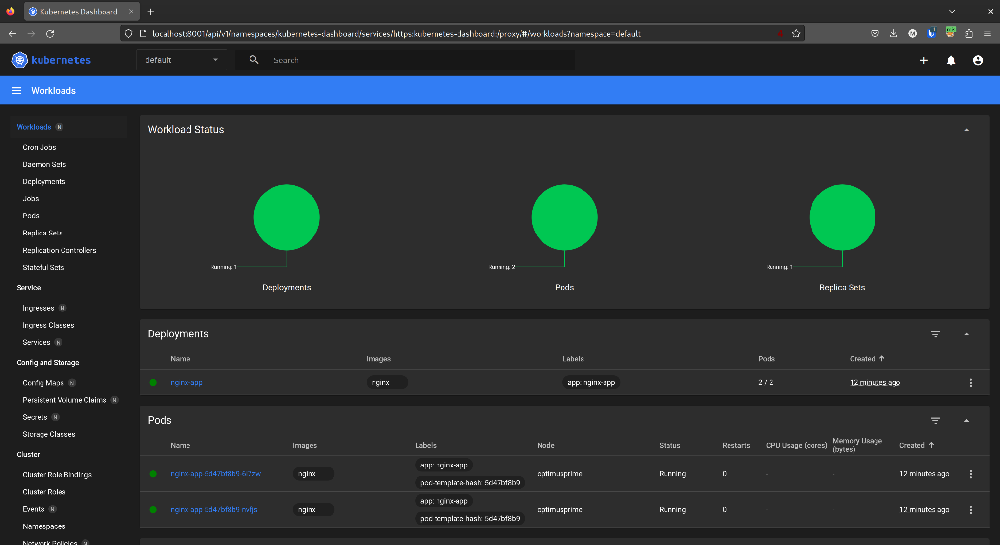 Kubernetes Dashboard
localhost:8001/api/v1/namespaces/kubernetes-dashboard/services/https:kubernetes-dashboard:/proxy/#/workloads?namespace=default
4
M
1
misl
kubernetes
default
Search
Workloads
Workloads N
Cron Jobs
Daemon Sets
Deployments
Jobs
Pods
Replica Sets
Replication Controllers
Stateful Sets
Service
Ingresses N
Ingress Classes
Services N
Config and Storage
Config Maps N
Persistent Volume Claims N
Secrets N
Storage Classes
Cluster
Cluster Role Bindings
Cluster Roles
Events N
Namespaces
Network Policies N
Workload Status
Running: 1
Deployments
Running: 2
Pods
Running: 1
Replica Sets
Deployments
Name Images Labels Pods Created
nginx-app nginx app: nginx-app 2 / 2 12 minutes ago
Pods
Name Images Labels Node Status Restarts CPU Usage (cores) Memory Usage (bytes) Created
app: nginx-app
nginx-app-5d47bf8b9-6l7zw nginx optimusprime Running 0 - - 12 minutes ago
pod-template-hash: 5d47bf8b9
app: nginx-app
nginx-app-5d47bf8b9-nvfjs nginx optimusprime Running 0 - - 12 minutes ago
pod-template-hash: 5d47bf8b9